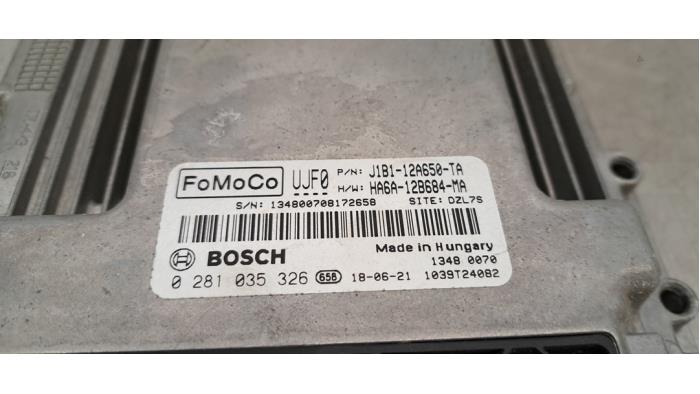 FoMoCo UJF0 P/N: J1B1-12A650-TA
H/W: HA6A-12B684-MA
S/N: 134800708172658 SITE: DZL7S
BOSCH Made in Hungary
1348 0070
0 281 035 326 658 18-06-21 1039T24082